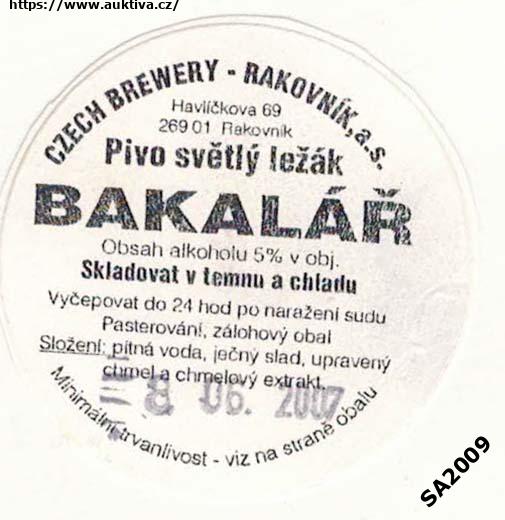 https://www.auktiva.cz/
CZECH BREWERY - RAKOVNÍK, a.s.
Havlíčkova 69
269 01 Rakovník
Pivo světlý ležák
BAKALÁŘ
Obsah alkoholu 5% v obj.
Skladovat v temnu a chladu
Vyčepovat do 24 hod po naražení sudu
Pasterování, zálohový obal
Složení: pitná voda, ječný slad, upravený
chmel a chmelový extrakt.
8. 06. 2007
Minimální trvanlivost - viz na straně obalu
SA2009